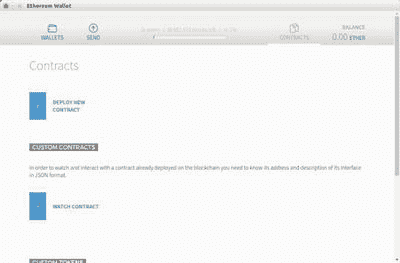 Ethereum Wallet
WALLETS
SEND
CONTRACTS
BALANCE
0.00 ETHER
Contracts
DEPLOY NEW
CONTRACT
CUSTOM CONTRACTS
In order to watch and interact with a contract already deployed on the blockchain you need to know its address and description of its interface
in JSON format.
WATCH CONTRACT
CUSTOM TOKENS